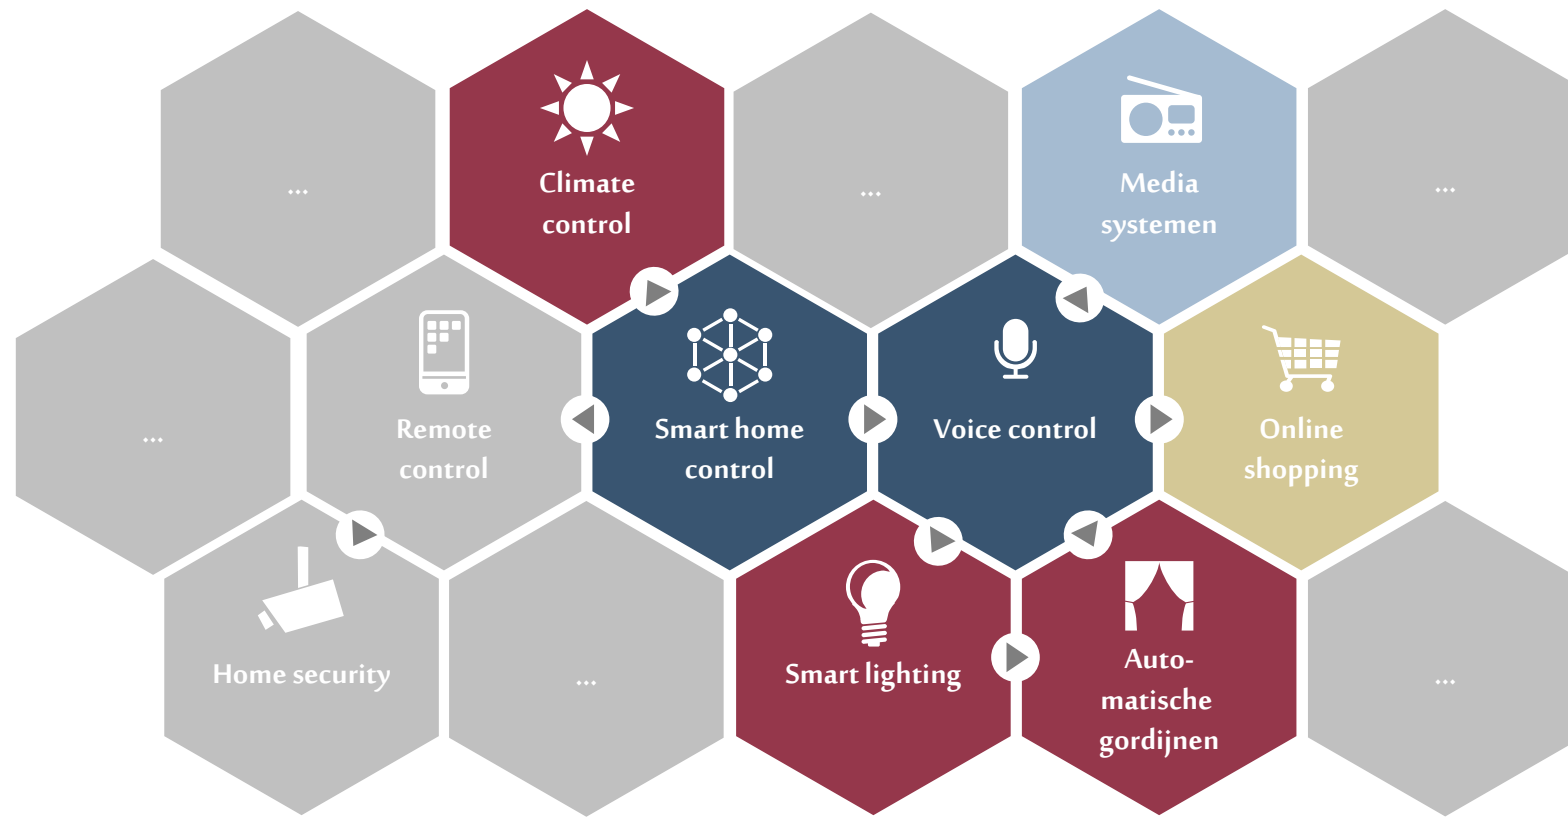 ...
Climate
control
...
Media
systemen
...
...
Remote
control
Smart home
control
Voice control
Online
shopping
Home security
...
Smart lighting
Auto-
matische
gordijnen
...